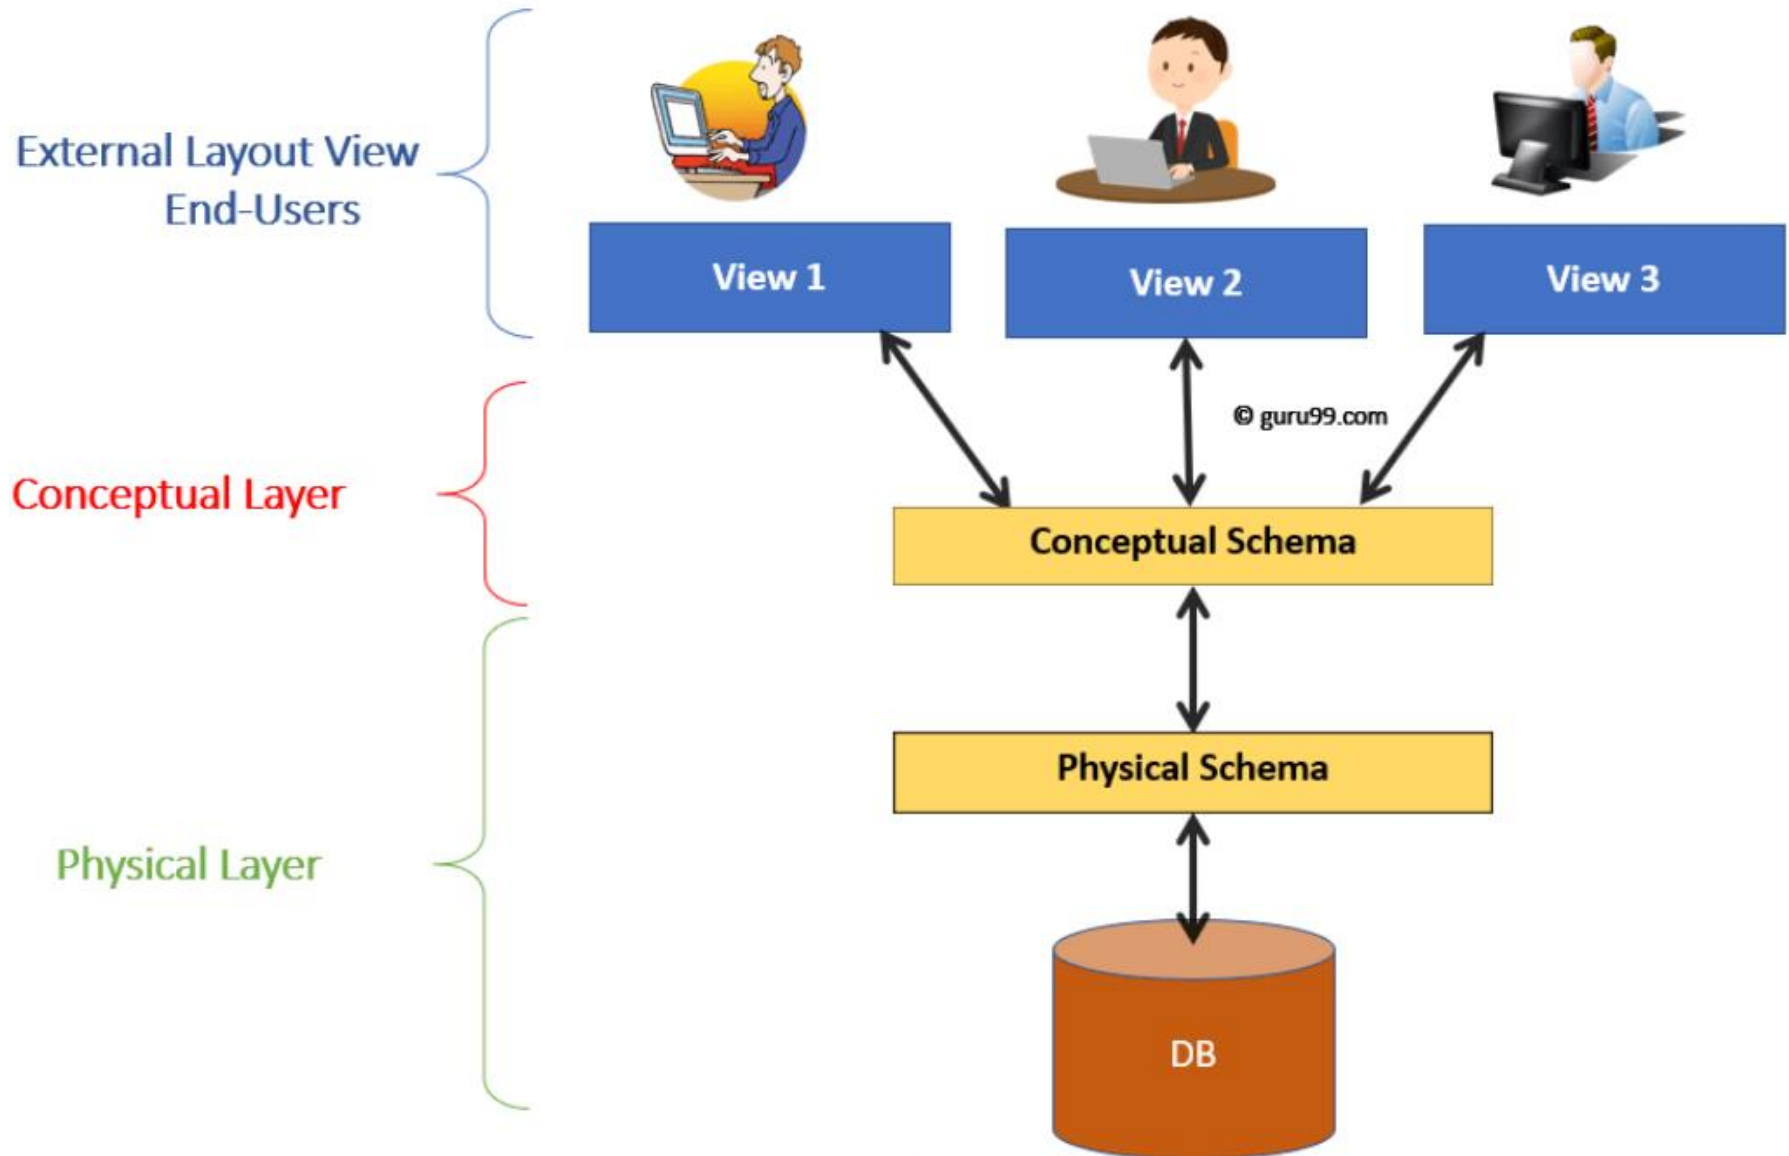 External Layout View
End-Users
View 1
View 2
View 3
© guru99.com
Conceptual Layer
Conceptual Schema
Physical Schema
Physical Layer
DB